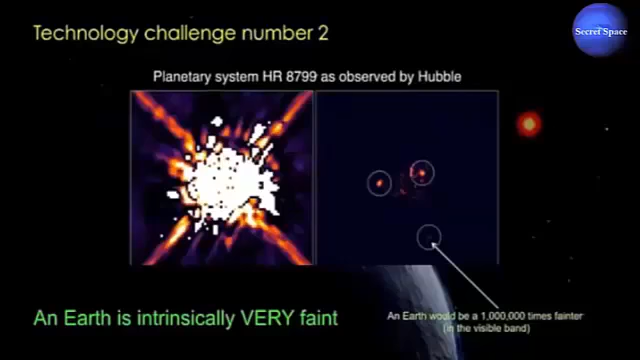 Technology challenge number 2
Secret Space
Planetary system HR 8799 as observed by Hubble
An Earth is intrinsically VERY faint
An Earth would be a 1,000,000 times fainter
(in the visible band)